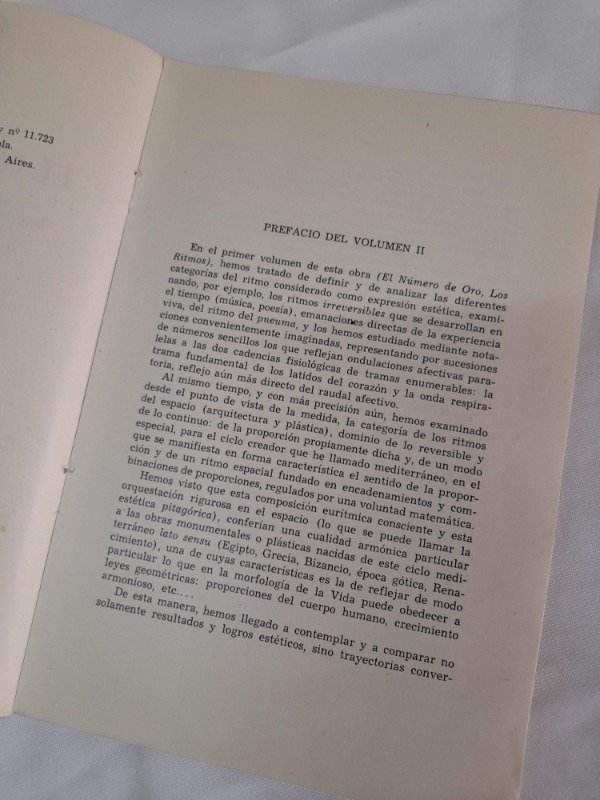 y nº 11.723
la.
Aires.
PREFACIO DEL VOLUMEN II
En el primer volumen de esta obra (El Número de Oro, Los
Ritmos), hemos tratado de definir y de analizar las diferentes
categorías del ritmo considerado como expresión estética, exami-
nando, por ejemplo, los ritmos irreversibles que se desarrollan en
el tiempo (música, poesía), emanaciones directas de la experiencia
viva, del ritmo del pneuma, y los hemos estudiado mediante nota-
ciones convenientemente imaginadas, representando por sucesiones
de números sencillos los que reflejan ondulaciones afectivas para-
lelas a las dos cadencias fisiológicas de tramas enumerables: la
trama fundamental de los latidos del corazón y la onda respira-
toria, reflejo aún más directo del raudal afectivo.
Al mismo tiempo, y con más precisión aún, hemos examinado
desde el punto de vista de la medida, la categoría de los ritmos
del espacio (arquitectura y plástica), dominio de lo reversible y
de lo continuo: de la proporción propiamente dicha y, de un modo
especial, para el ciclo creador que he llamado mediterráneo, en el
que se manifiesta en forma característica el sentido de la propor-
ción y de un ritmo espacial fundado en encadenamientos y com-
binaciones de proporciones, regulados por una voluntad matemática.
Hemos visto que esta composición eurítmica consciente y esta
orquestación rigurosa en el espacio (lo que se puede llamar la
estética pitagórica), conferían una cualidad armónica particular
a las obras monumentales o plásticas nacidas de este ciclo medi-
terráneo lato sensu (Egipto, Grecia, Bizancio, época gótica, Rena-
cimiento), una de cuyas características es la de reflejar de modo
particular lo que en la morfología de la Vida puede obedecer a
leyes geométricas: proporciones del cuerpo humano, crecimiento
armonioso, etc....
De esta manera, hemos llegado a contemplar y a comparar no
solamente resultados y logros estéticos, sino trayectorias conver-